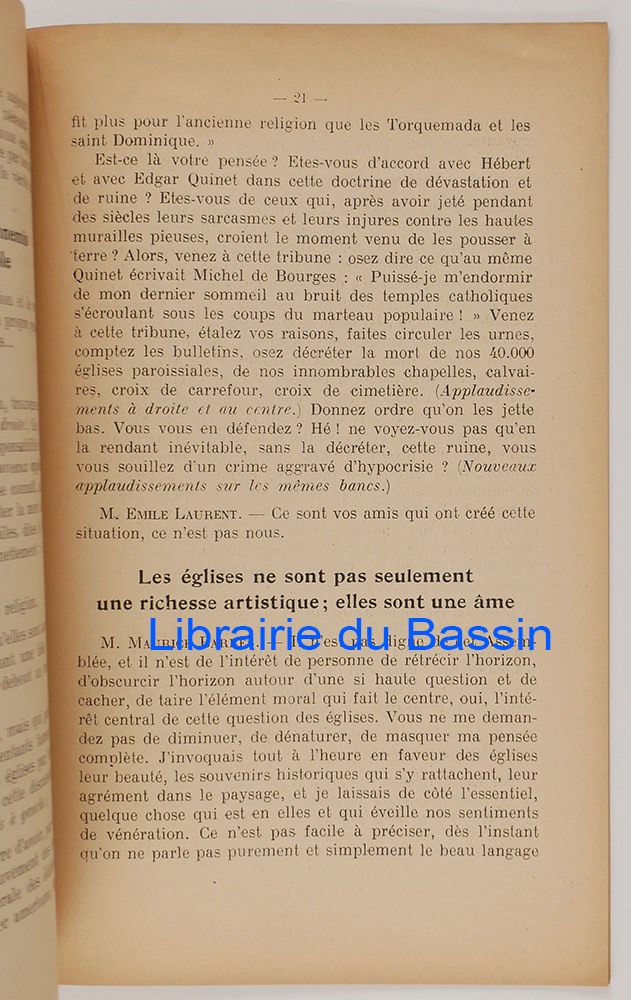 — 21 —
fit plus pour l'ancienne religion que les Torquemada et les
saint Dominique. »
Est-ce là votre pensée ? Etes-vous d'accord avec Hébert
et avec Edgar Quinet dans cette doctrine de dévastation et
de ruine ? Etes-vous de ceux qui, après avoir jeté pendant
des siècles leurs sarcasmes et leurs injures contre les hautes
murailles pieuses, croient le moment venu de les pousser à
terre ? Alors, venez à cette tribune : osez dire ce qu'au même
Quinet écrivait Michel de Bourges : « Puissé-je m'endormir
de mon dernier sommeil au bruit des temples catholiques
s'écroulant sous les coups du marteau populaire ! » Venez
à cette tribune, étalez vos raisons, faites circuler les urnes,
comptez les bulletins, osez décréter la mort de nos 40.000
églises paroissiales, de nos innombrables chapelles, calvai-
res, croix de carrefour, croix de cimetière. (Applaudisse-
ments à droite et au centre.) Donnez ordre qu'on les jette
bas. Vous vous en défendez ? Hé ! ne voyez-vous pas qu'en
la rendant inévitable, sans la décréter, cette ruine, vous
vous souillez d'un crime aggravé d'hypocrisie ? (Nouveaux
applaudissements sur les mêmes bancs.)
M. EMILE LAURENT. — Ce sont vos amis qui ont créé cette
situation, ce n'est pas nous.
Les églises ne sont pas seulement
une richesse artistique ; elles sont une âme
M. MAURICE BARRÈS. — Il n'est pas digne de cet Assem-
Librairie du Bassin
blée, et il n'est de l'intérêt de personne de rétrécir l'horizon,
d'obscurcir l'horizon autour d'une si haute question et de
cacher, de taire l'élément moral qui fait le centre, oui, l'inté-
rêt central de cette question des églises. Vous ne me deman-
dez pas de diminuer, de dénaturer, de masquer ma pensée
complète. J'invoquais tout à l'heure en faveur des églises
leur beauté, les souvenirs historiques qui s'y rattachent, leur
agrément dans le paysage, et je laissais de côté l'essentiel,
quelque chose qui est en elles et qui éveille nos sentiments
de vénération. Ce n'est pas facile à préciser, dès l'instant
qu'on ne parle pas purement et simplement le beau langage